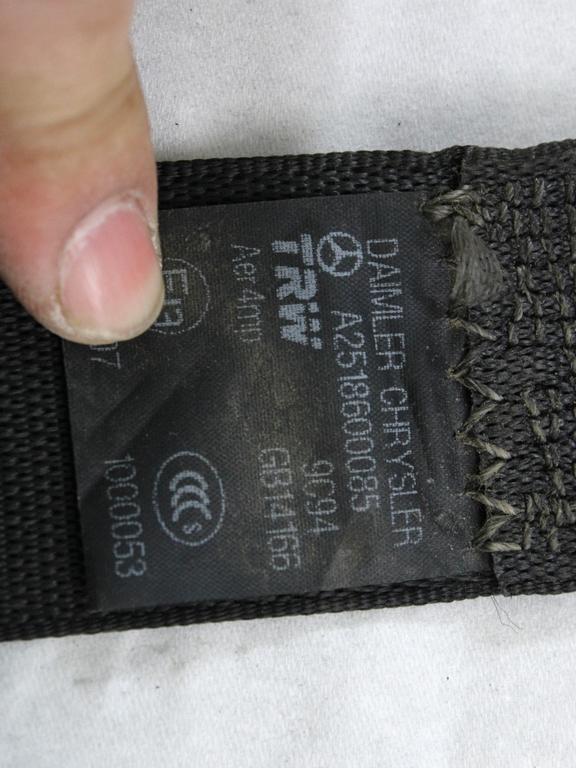 DAIMLER CHRYSLER
A2518600085
TRW 9C94
Aer4mp GB14166
1000053